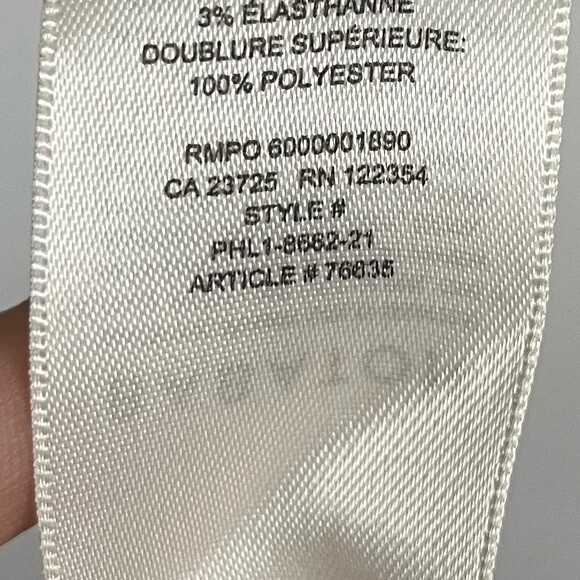 3% ÉLASTHANNE
DOUBLURE SUPÉRIEURE:
100% POLYESTER
RMPO 6000001890
CA 23725 RN 122354
STYLE #
PHL1-8662-21
ARTICLE # 76635